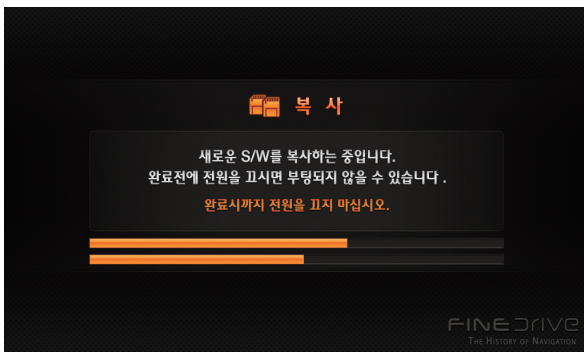 복 사
새로운 S/W를 복사하는 중입니다.
완료전에 전원을 끄시면 부팅되지 않을 수 있습니다 .
완료시까지 전원을 끄지 마십시오.
FINEDRIVE
THE HISTORY OF NAVIGATION